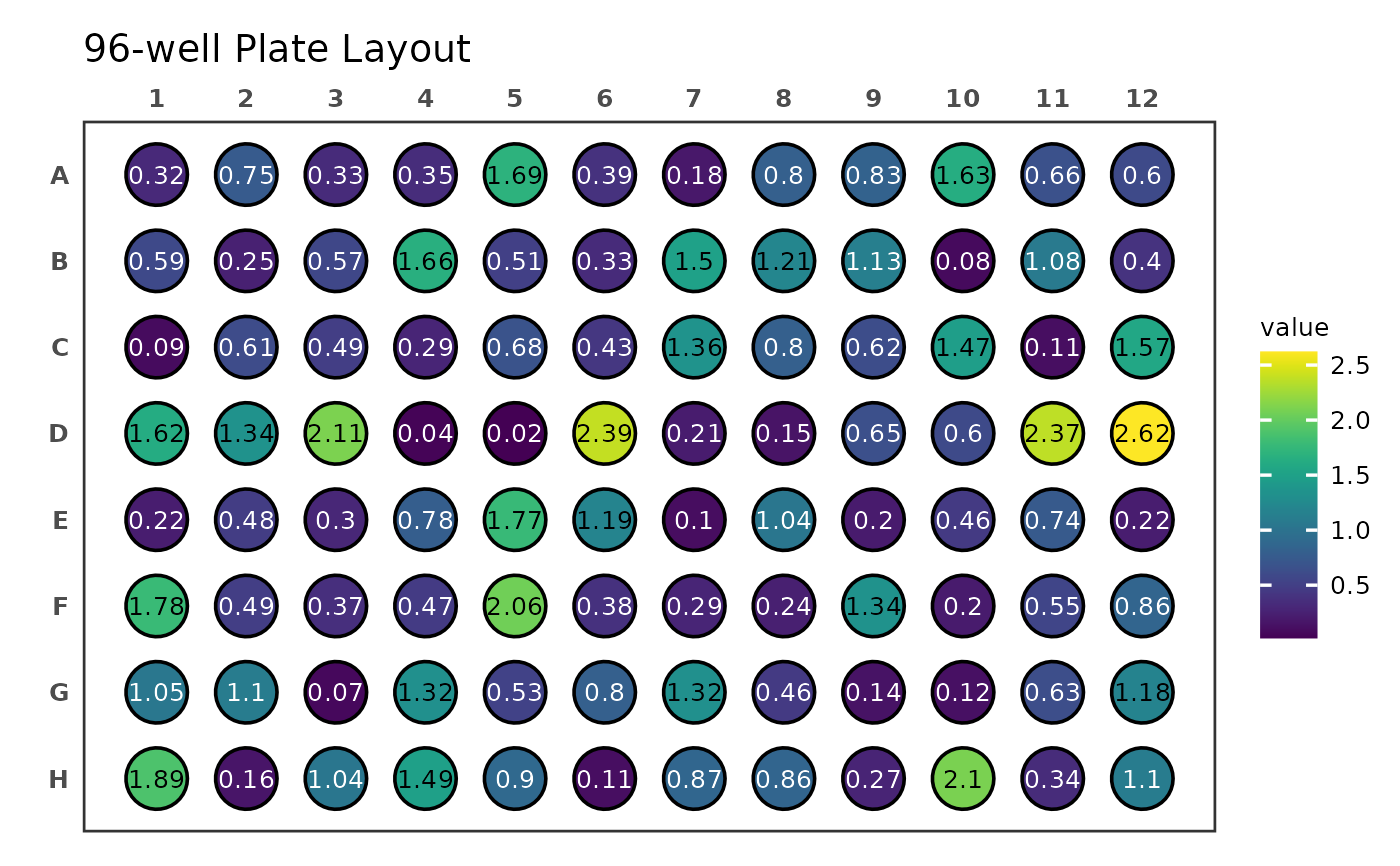 96-well Plate Layout
1 2 3 4 5 6 7 8 9 10 11 12
A 0.32 0.75 0.33 0.35 1.69 0.39 0.18 0.8 0.83 1.63 0.66 0.6
B 0.59 0.25 0.57 1.66 0.51 0.33 1.5 1.21 1.13 0.08 1.08 0.4
C 0.09 0.61 0.49 0.29 0.68 0.43 1.36 0.8 0.62 1.47 0.11 1.57
D 1.62 1.34 2.11 0.04 0.02 2.39 0.21 0.15 0.65 0.6 2.37 2.62
E 0.22 0.48 0.3 0.78 1.77 1.19 0.1 1.04 0.2 0.46 0.74 0.22
F 1.78 0.49 0.37 0.47 2.06 0.38 0.29 0.24 1.34 0.2 0.55 0.86
G 1.05 1.1 0.07 1.32 0.53 0.8 1.32 0.46 0.14 0.12 0.63 1.18
H 1.89 0.16 1.04 1.49 0.9 0.11 0.87 0.86 0.27 2.1 0.34 1.1
value
2.5
2.0
1.5
1.0
0.5